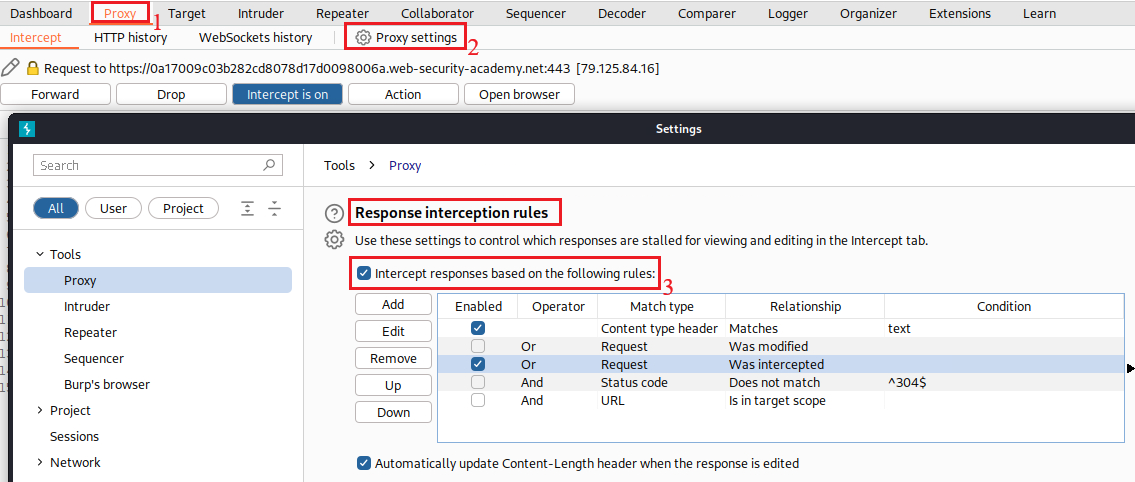 Dashboard Proxy Target Intruder Repeater Collaborator Sequencer Decoder Comparer Logger Organizer Extensions Learn
1
Intercept HTTP history WebSockets history Proxy settings
2
Request to https://0a17009c03b282cd8078d17d0098006a.web-security-academy.net:443 [79.125.84.16]
Forward Drop Intercept is on Action Open browser
Settings
Search
Tools > Proxy
All User Project
? Response interception rules
Use these settings to control which responses are stalled for viewing and editing in the Intercept tab.
Tools
Proxy
Intruder
Repeater
Sequencer
Burp's browser
Project
Sessions
Network
Intercept responses based on the following rules:
3
Add
Edit
Remove
Up
Down
Enabled Operator Match type Relationship Condition
Content type header Matches text
Or Request Was modified
Or Request Was intercepted
And Status code Does not match ^304$
And URL Is in target scope
Automatically update Content-Length header when the response is edited